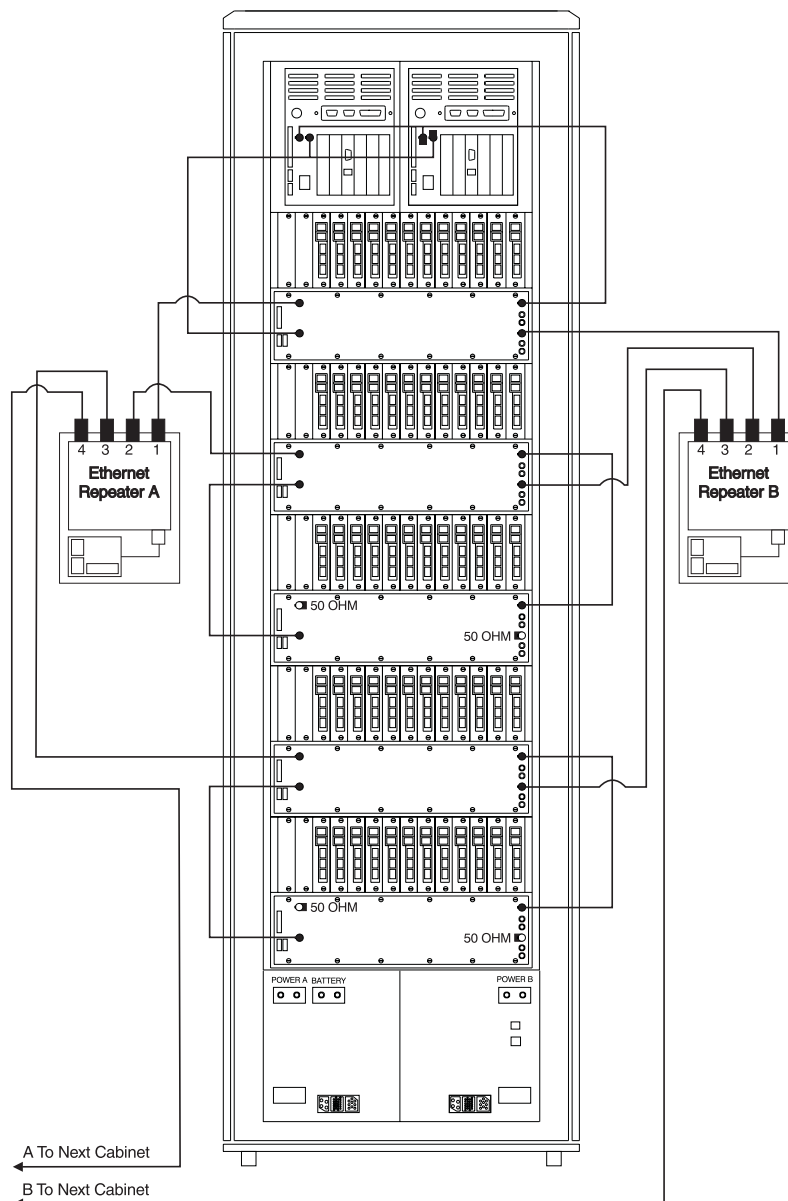 4 3 2 1
Ethernet
Repeater A
4 3 2 1
Ethernet
Repeater B
50 OHM
50 OHM
50 OHM
50 OHM
POWER A BATTERY
POWER B
A To Next Cabinet
B To Next Cabinet